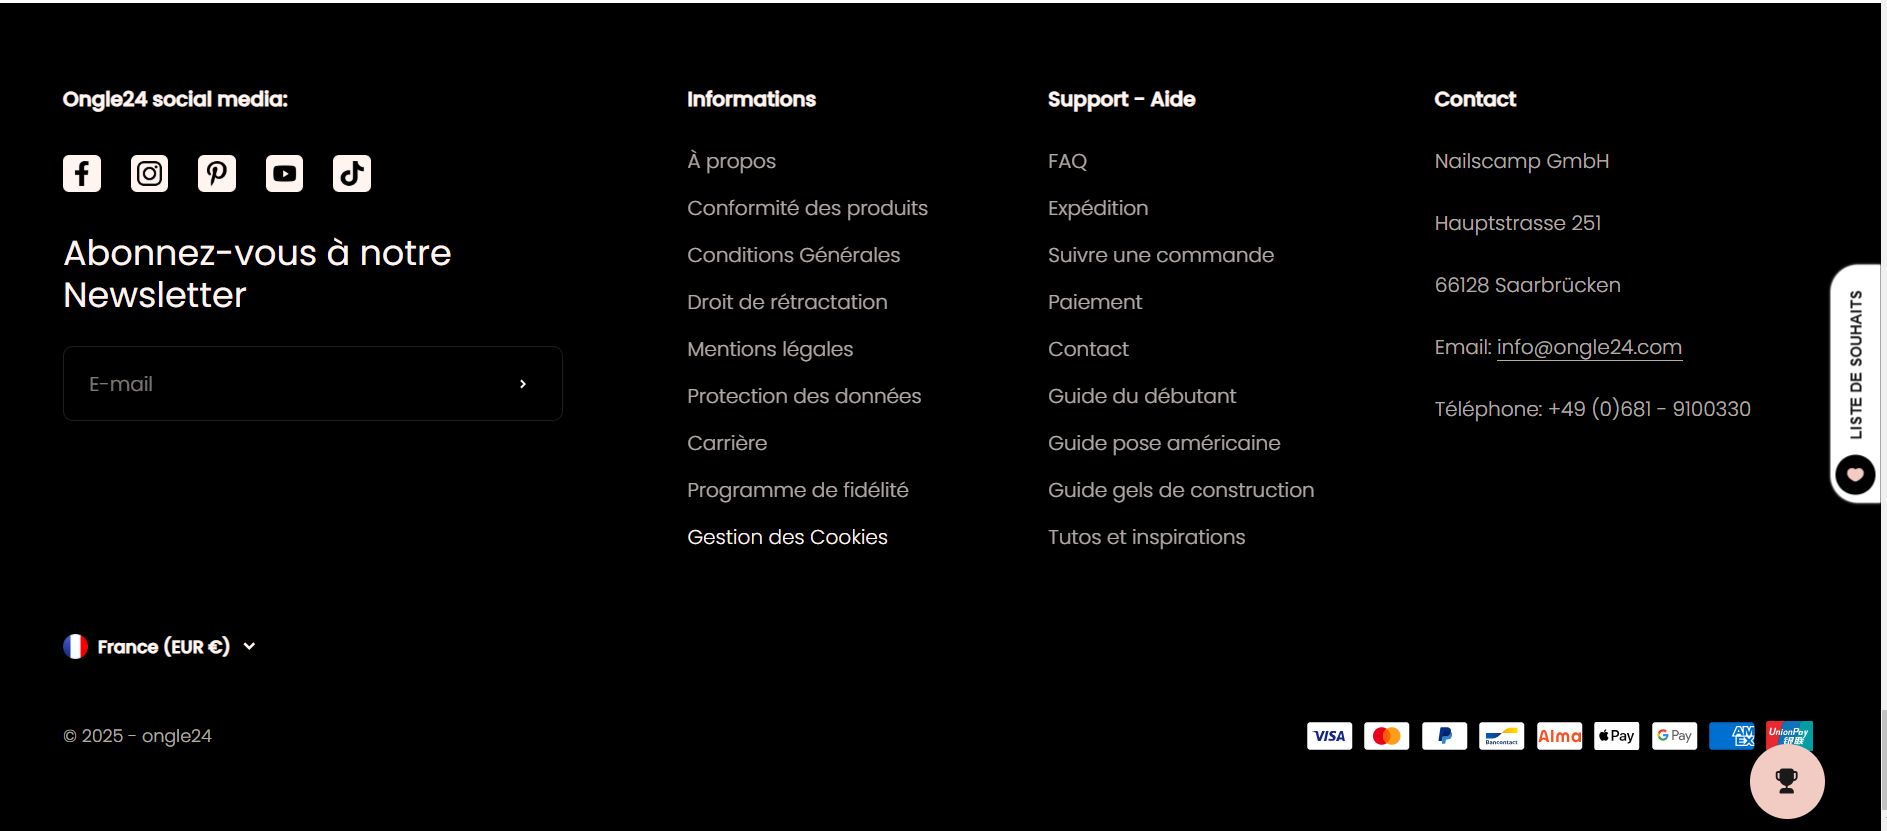 Ongle24 social media:
Abonnez-vous à notre
Newsletter
E-mail
Informations
À propos
Conformité des produits
Conditions Générales
Droit de rétractation
Mentions légales
Protection des données
Carrière
Programme de fidélité
Gestion des Cookies
Support - Aide
FAQ
Expédition
Suivre une commande
Paiement
Contact
Guide du débutant
Guide pose américaine
Guide gels de construction
Tutos et inspirations
Contact
Nailscamp GmbH
Hauptstrasse 251
66128 Saarbrücken
Email: info@ongle24.com
Téléphone: +49 (0)681 - 9100330
LISTE DE SOUHAITS
France (EUR €)
© 2025 - ongle24
VISA
Bancontact
Alma
Pay
G Pay
AM
EX
UnionPay
银联